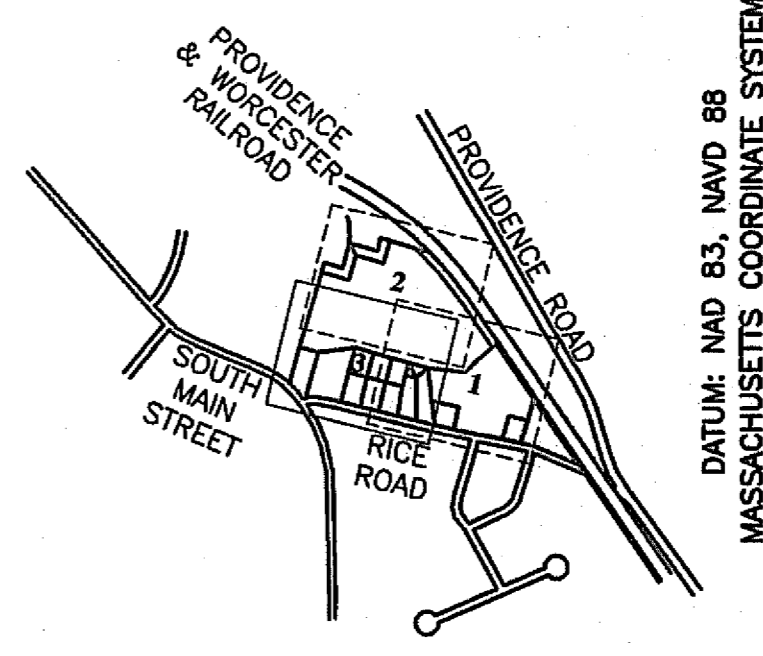 PROVIDENCE
& WORCESTER
RAILROAD
PROVIDENCE ROAD
2
3
1
SOUTH
MAIN
STREET
RICE
ROAD
DATUM: NAD 83, NAVD 88
MASSACHUSETTS COORDINATE SYSTEM